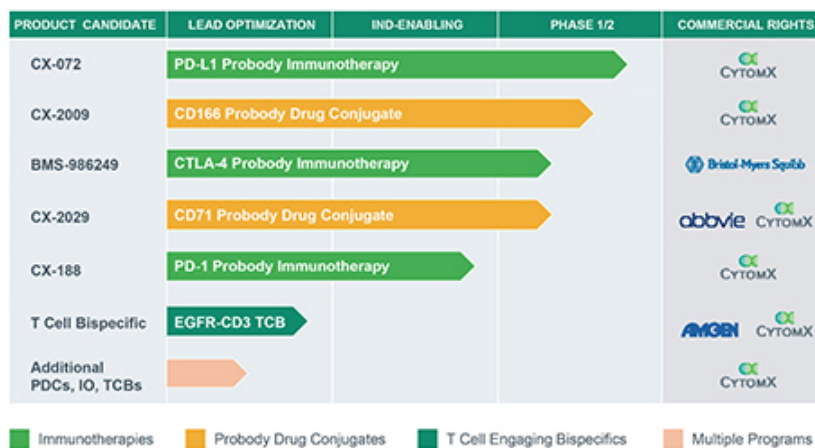 PRODUCT CANDIDATE LEAD OPTIMIZATION IND-ENABLING PHASE 1/2 COMMERCIAL RIGHTS
CX-072 PD-L1 Probody Immunotherapy CYTOMX
CX-2009 CD166 Probody Drug Conjugate CYTOMX
BMS-986249 CTLA-4 Probody Immunotherapy Bristol-Myers Squibb
CX-2029 CD71 Probody Drug Conjugate abbvie CYTOMX
CX-188 PD-1 Probody Immunotherapy CYTOMX
T Cell Bispecific EGFR-CD3 TCB AMGEN CYTOMX
Additional
PDCs, IO, TCBs CYTOMX
Immunotherapies Probody Drug Conjugates T Cell Engaging Bispecifics Multiple Programs